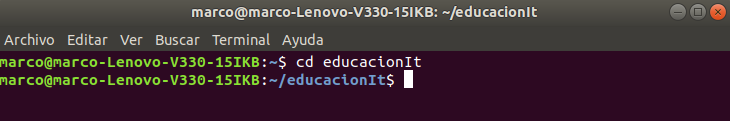 marco@marco-Lenovo-V330-15IKB: ~/educacionIt
Archivo Editar Ver Buscar Terminal Ayuda
marco@marco-Lenovo-V330-15IKB:~$ cd educacionIt
marco@marco-Lenovo-V330-15IKB:~/educacionIt$